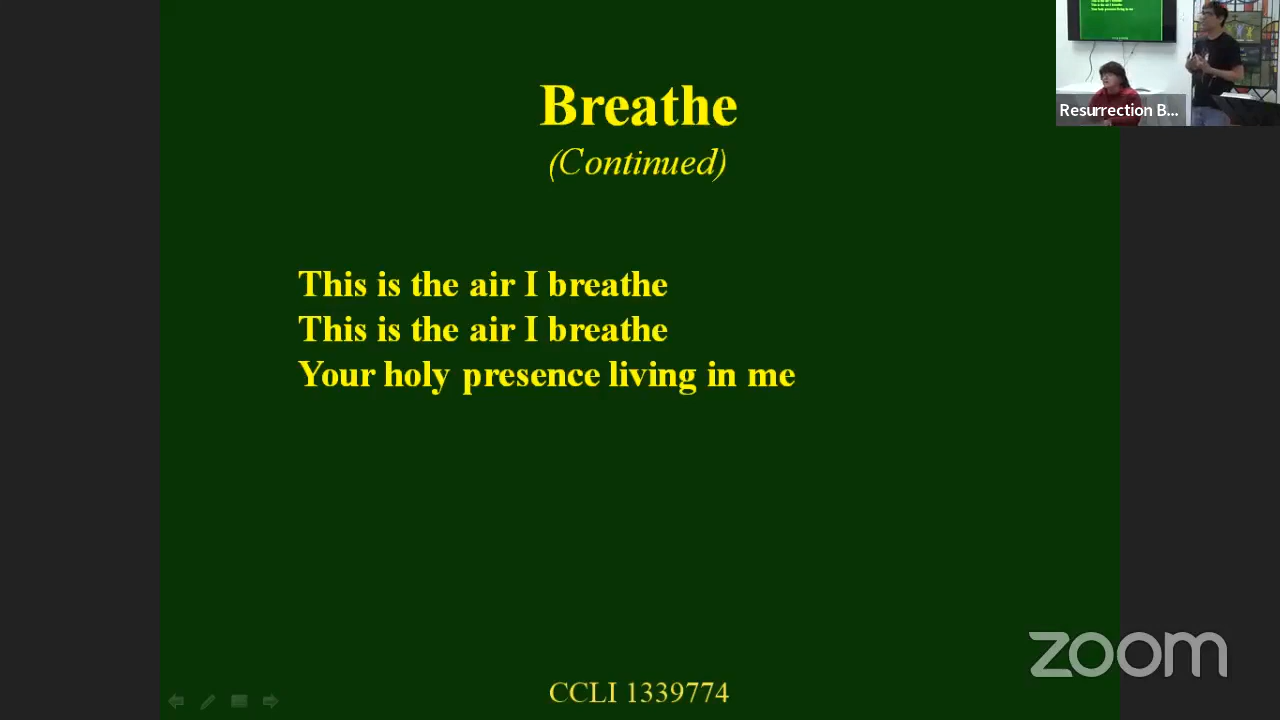 Breathe
(Continued)
This is the air I breathe
This is the air I breathe
Your holy presence living in me
CCLI 1339774
Resurrection B...
zoom